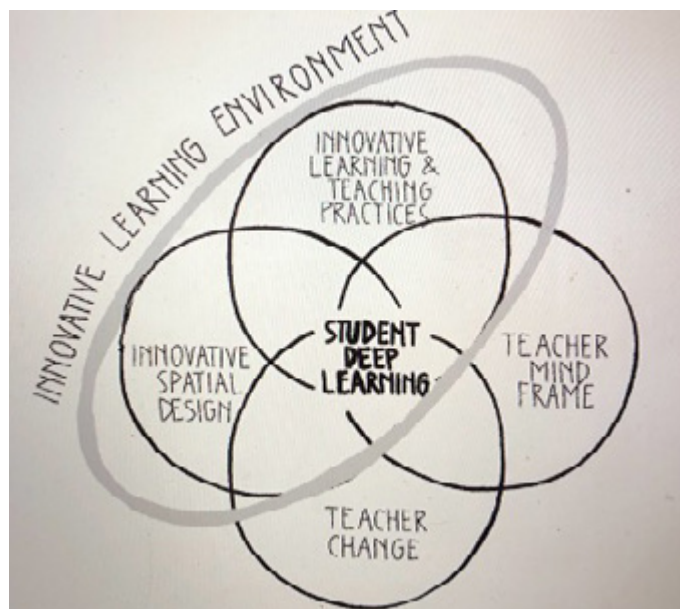 INNOVATIVE LEARNING ENVIRONMENT
INNOVATIVE
LEARNING &
TEACHING
PRACTICES
INNOVATIVE
SPATIAL
DESIGN
STUDENT
DEEP
LEARNING
TEACHER
MIND
FRAME
TEACHER
CHANGE